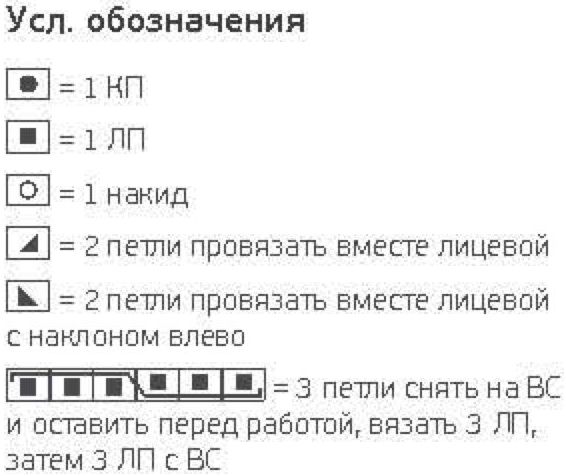 Усл. обозначения
= 1 КП
= 1 ЛП
= 1 накид
= 2 петли провязать вместе лицевой
= 2 петли провязать вместе лицевой
с наклоном влево
= 3 петли снять на ВС
и оставить перед работой, вязать 3 ЛП,
затем 3 ЛП с ВС